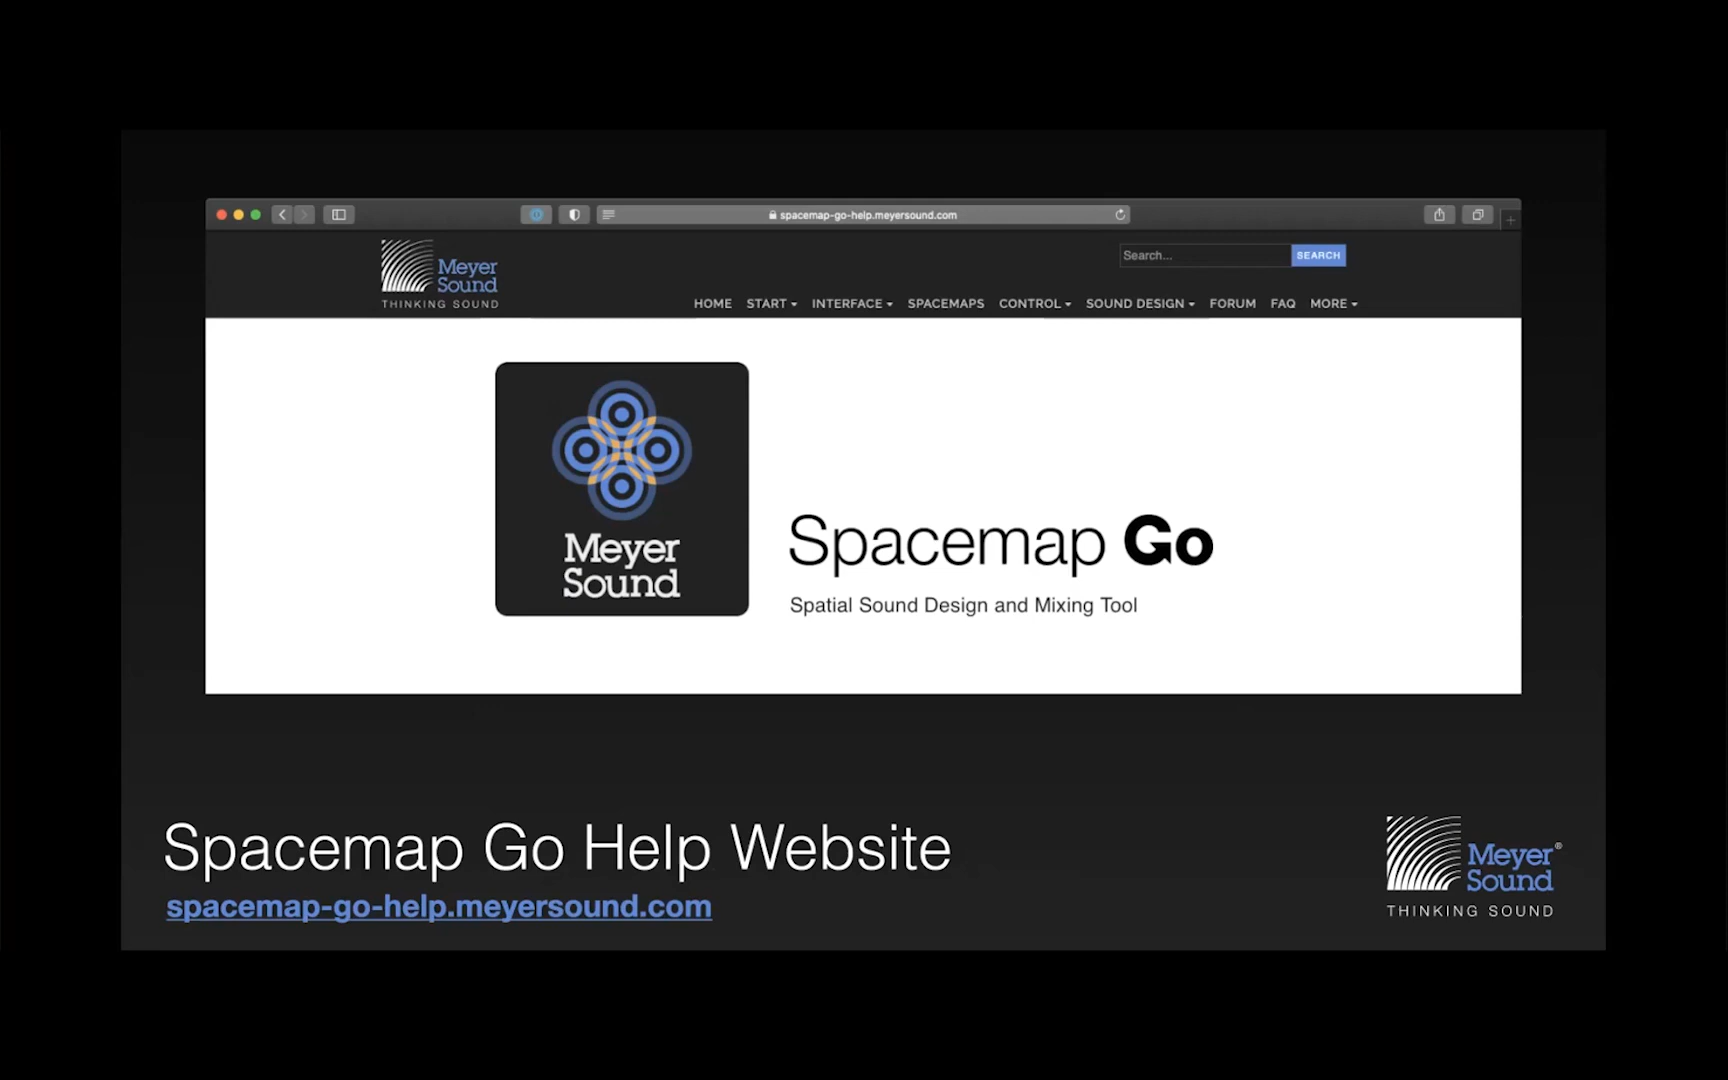 spacemap-go-help.meyersound.com
Meyer
Sound
THINKING SOUND
Search...
SEARCH
HOME START INTERFACE SPACEMAPS CONTROL SOUND DESIGN FORUM FAQ MORE
Meyer
Sound
Spacemap Go
Spatial Sound Design and Mixing Tool
Spacemap Go Help Website
spacemap-go-help.meyersound.com
Meyer®
Sound
THINKING SOUND